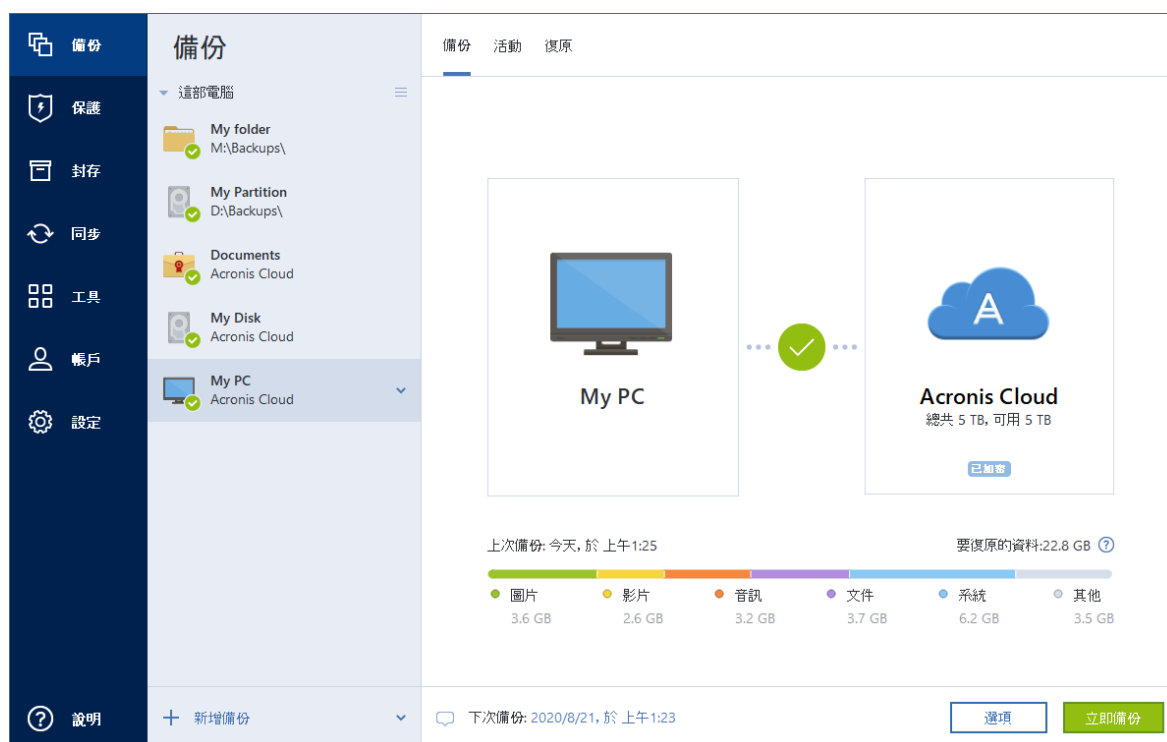 備份
保護
封存
同步
工具
帳戶
設定
說明
備份
這部電腦
My folder
M:\Backups\
My Partition
D:\Backups\
Documents
Acronis Cloud
My Disk
Acronis Cloud
My PC
Acronis Cloud
新增備份
備份 活動 復原
My PC
A
Acronis Cloud
總共 5 TB, 可用 5 TB
已加密
上次備份: 今天, 於 上午1:25
要復原的資料:22.8 GB ?
圖片 影片 音訊 文件 系統 其他
3.6 GB 2.6 GB 3.2 GB 3.7 GB 6.2 GB 3.5 GB
下次備份: 2020/8/21, 於 上午1:23
選項
立即備份